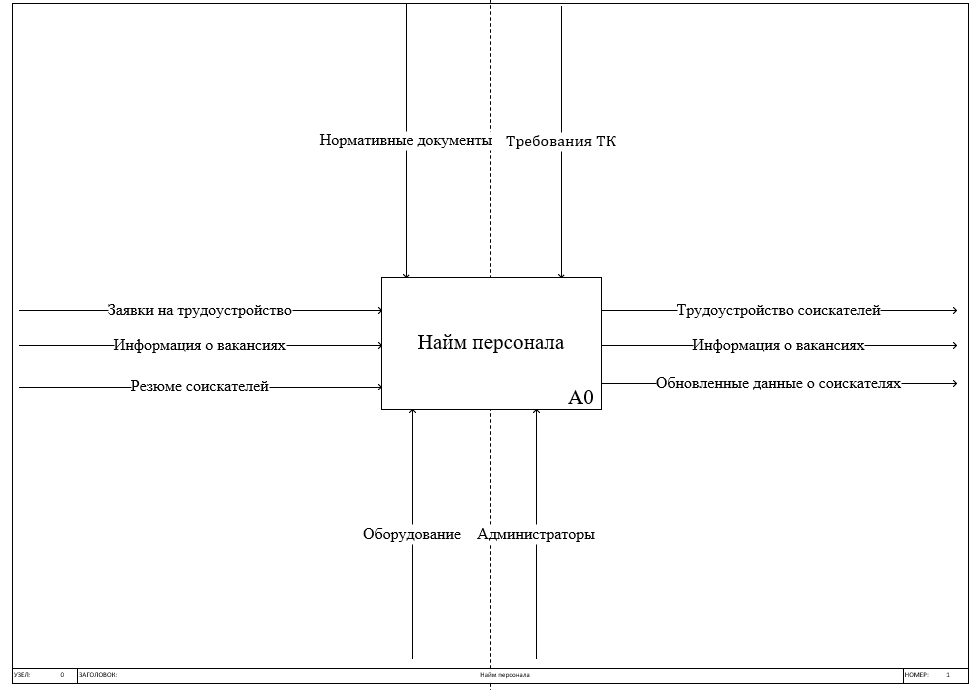 Нормативные документы
Требования ТК
Заявки на трудоустройство
Информация о вакансиях
Резюме соискателей
Найм персонала
А0
Трудоустройство соискателей
Информация о вакансиях
Обновленные данные о соискателях
Оборудование
Администраторы
УЗЕЛ: 0 ЗАГОЛОВОК: Найм персонала НОМЕР: 1